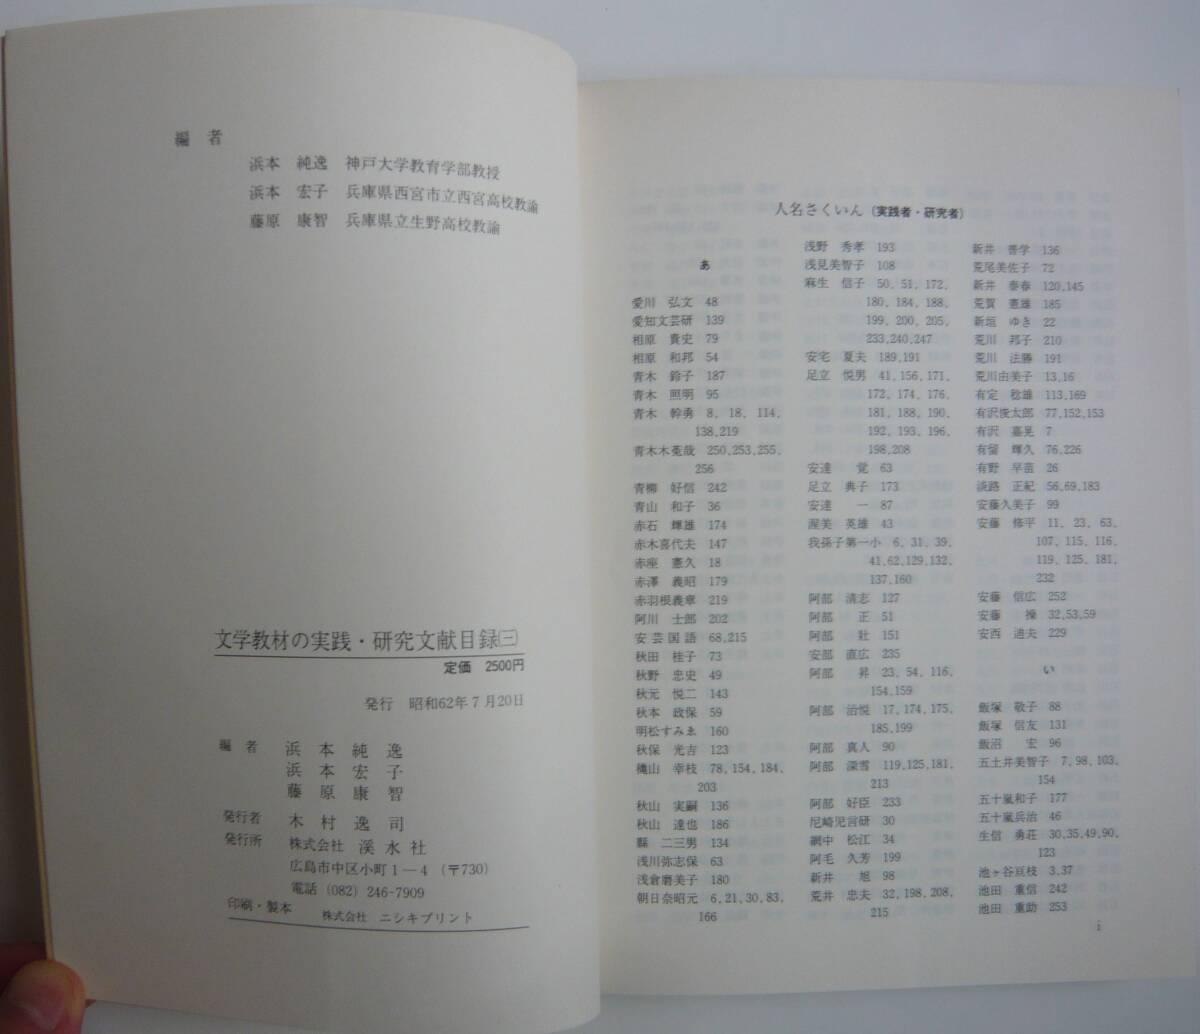 編者
浜本 純逸 神戸大学教育学部教授
浜本 宏子 兵庫県西宮市立西宮高校教諭
藤原 康智 兵庫県立生野高校教諭
文学教材の実践・研究文献目録(三)
定価 2500円
発行 昭和62年7月20日
編者 浜本純逸
浜本宏子
藤原康智
発行者 木村逸司
発行所 株式会社 溪水社
広島市中区小町1—4 (〒730)
電話 (082) 246-7909
印刷・製本 株式会社 ニシキプリント
人名さくいん(実践者・研究者)
あ
愛川 弘文 48
愛知文芸研 139
相原 貴史 79
相原 和邦 54
青木 鈴子 187
青木 照明 95
青木 幹勇 8, 18, 114,
138,219
青木木菟哉 250,253,255,
256
青柳 好信 242
青山 和子 36
赤石 輝雄 174
赤木喜代夫 147
赤座 憲久 18
赤澤 義昭 179
赤羽根義章 219
阿川 士郎 202
安芸国語 68,215
秋田 桂子 73
秋野 忠史 49
秋元 悦二 143
秋本 政保 59
明松すみゑ 160
秋保 光吉 123
穐山 幸枝 78, 154, 184,
203
秋山 実嗣 136
秋山 達也 186
縣 二三男 134
浅川弥志保 63
浅倉磨美子 180
朝日奈昭元 6, 21, 30, 83,
166
浅野 秀孝 193
浅見美智子 108
麻生 信子 50, 51, 172,
180, 184, 188,
199, 200, 205,
233,240,247
安宅 夏夫 189,191
足立 悦男 41, 156, 171,
172, 174, 176,
181, 188, 190,
192, 193, 196,
198,208
安達 覚 63
足立 典子 173
安達 一 87
渥美 英雄 43
我孫子第一小 6, 31, 39,
41,62,129,132,
137,160
阿部 清志 127
阿部 正 51
阿部 壮 151
安部 直広 235
阿部 昇 23, 54, 116,
154,159
阿部 治悦 17, 174, 175,
185,199
阿部 真人 90
阿部 深雪 119,125,181,
213
阿部 好臣 233
尼崎児言研 30
網中 松江 34
阿毛 久芳 199
新井 旭 98
荒井 忠夫 32,198,208,
215
新井 善学 136
荒尾美佐子 72
新井 泰春 120,145
荒賀 憲雄 185
新垣 ゆき 22
荒川 邦子 210
荒川 法勝 191
荒川由美子 13,16
有定 稔雄 113,169
有沢俊太郎 77,152,153
有沢 嘉晃 7
有留 輝久 76,226
有野 早苗 26
淡路 正紀 56,69,183
安藤久美子 99
安藤 修平 11, 23, 63,
107, 115, 116,
119, 125, 181,
232
安藤 信広 252
安藤 操 32,53,59
安西 迪夫 229
い
飯塚 敬子 88
飯塚 信友 131
飯沼 宏 96
五土井美智子 7, 98, 103,
154
五十嵐和子 177
五十嵐兵治 46
生信 勇荘 30,35,49,90,
123
池ヶ谷亘枝 3,37
池田 重信 242
池田 重助 253
i